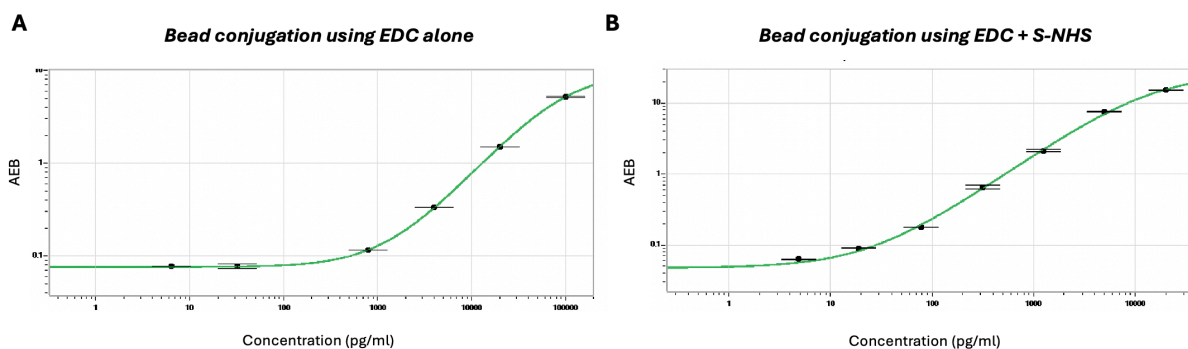 A
Bead conjugation using EDC alone
10
1
0.1
AEB
1
10
100
1000
10000
100000
Concentration (pg/ml)
B
Bead conjugation using EDC + S-NHS
10
1
0.1
AEB
1
10
100
1000
10000
Concentration (pg/ml)